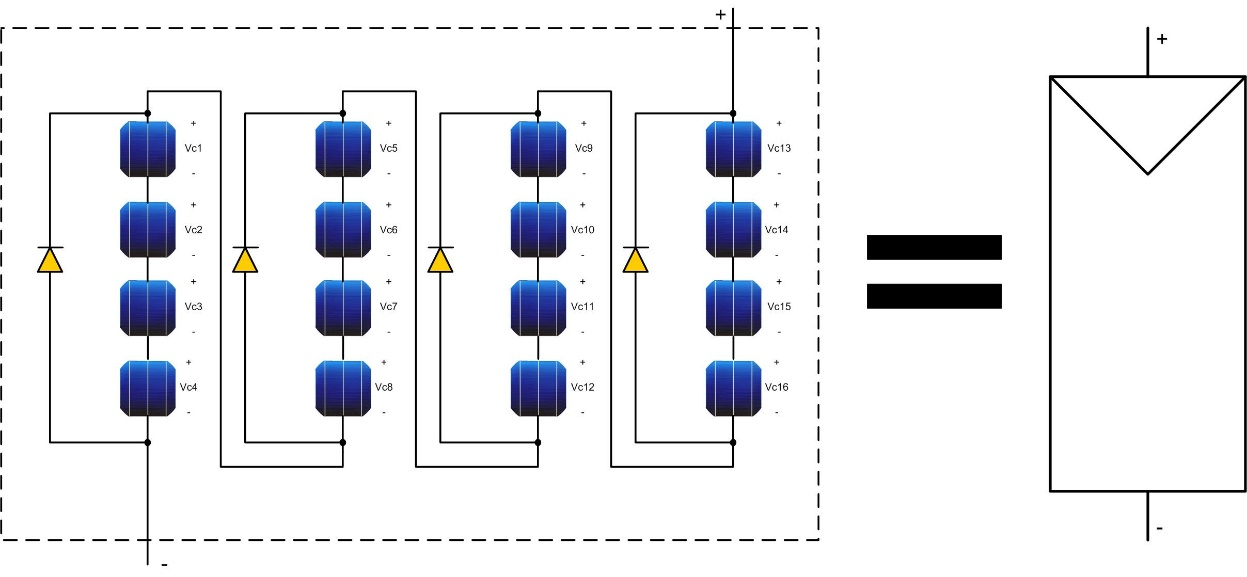 +
+
+ + + +
Vc1 Vc5 Vc9 Vc13
- - - -
+ + + +
Vc2 Vc6 Vc10 Vc14
- - - -
+ + + +
Vc3 Vc7 Vc11 Vc15
- - - -
+ + + +
Vc4 Vc8 Vc12 Vc16
- - - -
-
-